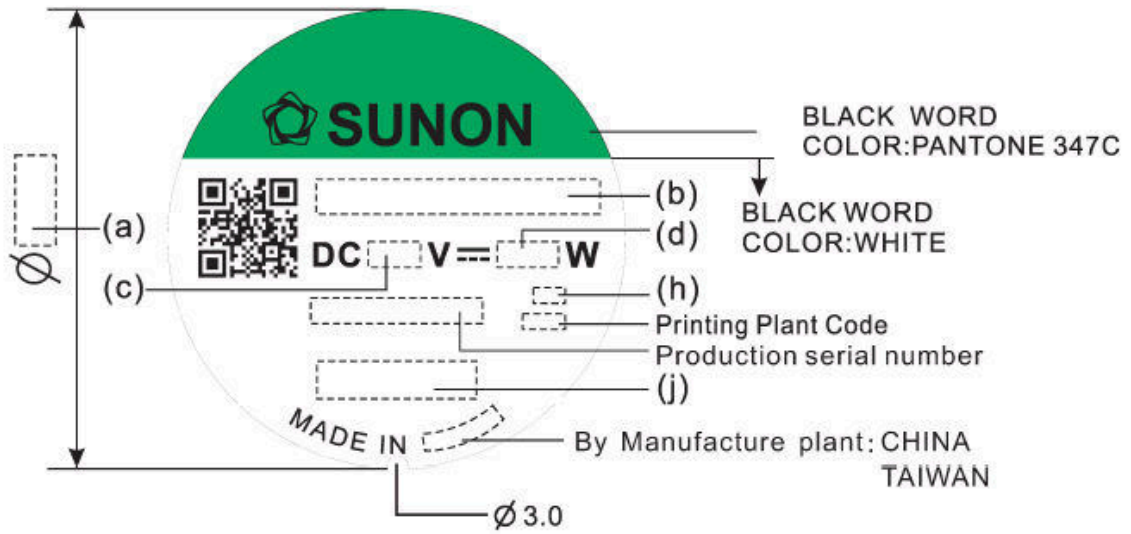 SUNON
BLACK WORD
COLOR:PANTONE 347C
(b)
BLACK WORD
COLOR:WHITE
(a)
(d)
DC V W
Ø
(c)
(h)
Printing Plant Code
Production serial number
(j)
MADE IN
By Manufacture plant: CHINA
TAIWAN
Ø 3.0